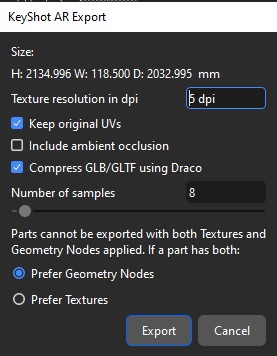 KeyShot AR Export
Size:
H: 2134.996 W: 118.500 D: 2032.995 mm
Texture resolution in dpi 5 dpi
Keep original UVs
Include ambient occlusion
Compress GLB/GLTF using Draco
Number of samples 8
Parts cannot be exported with both Textures and
Geometry Nodes applied. If a part has both:
Prefer Geometry Nodes
Prefer Textures
Export Cancel